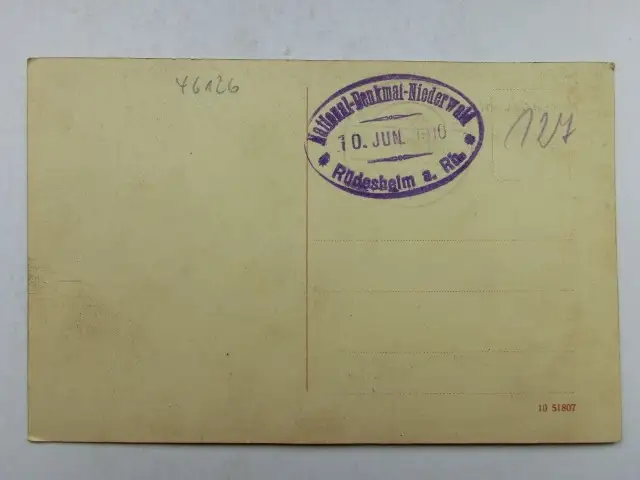 46126
National-Denkmal-Niederwald
10. JUN. 1910
Rüdesheim a. Rh.
127
10 51807